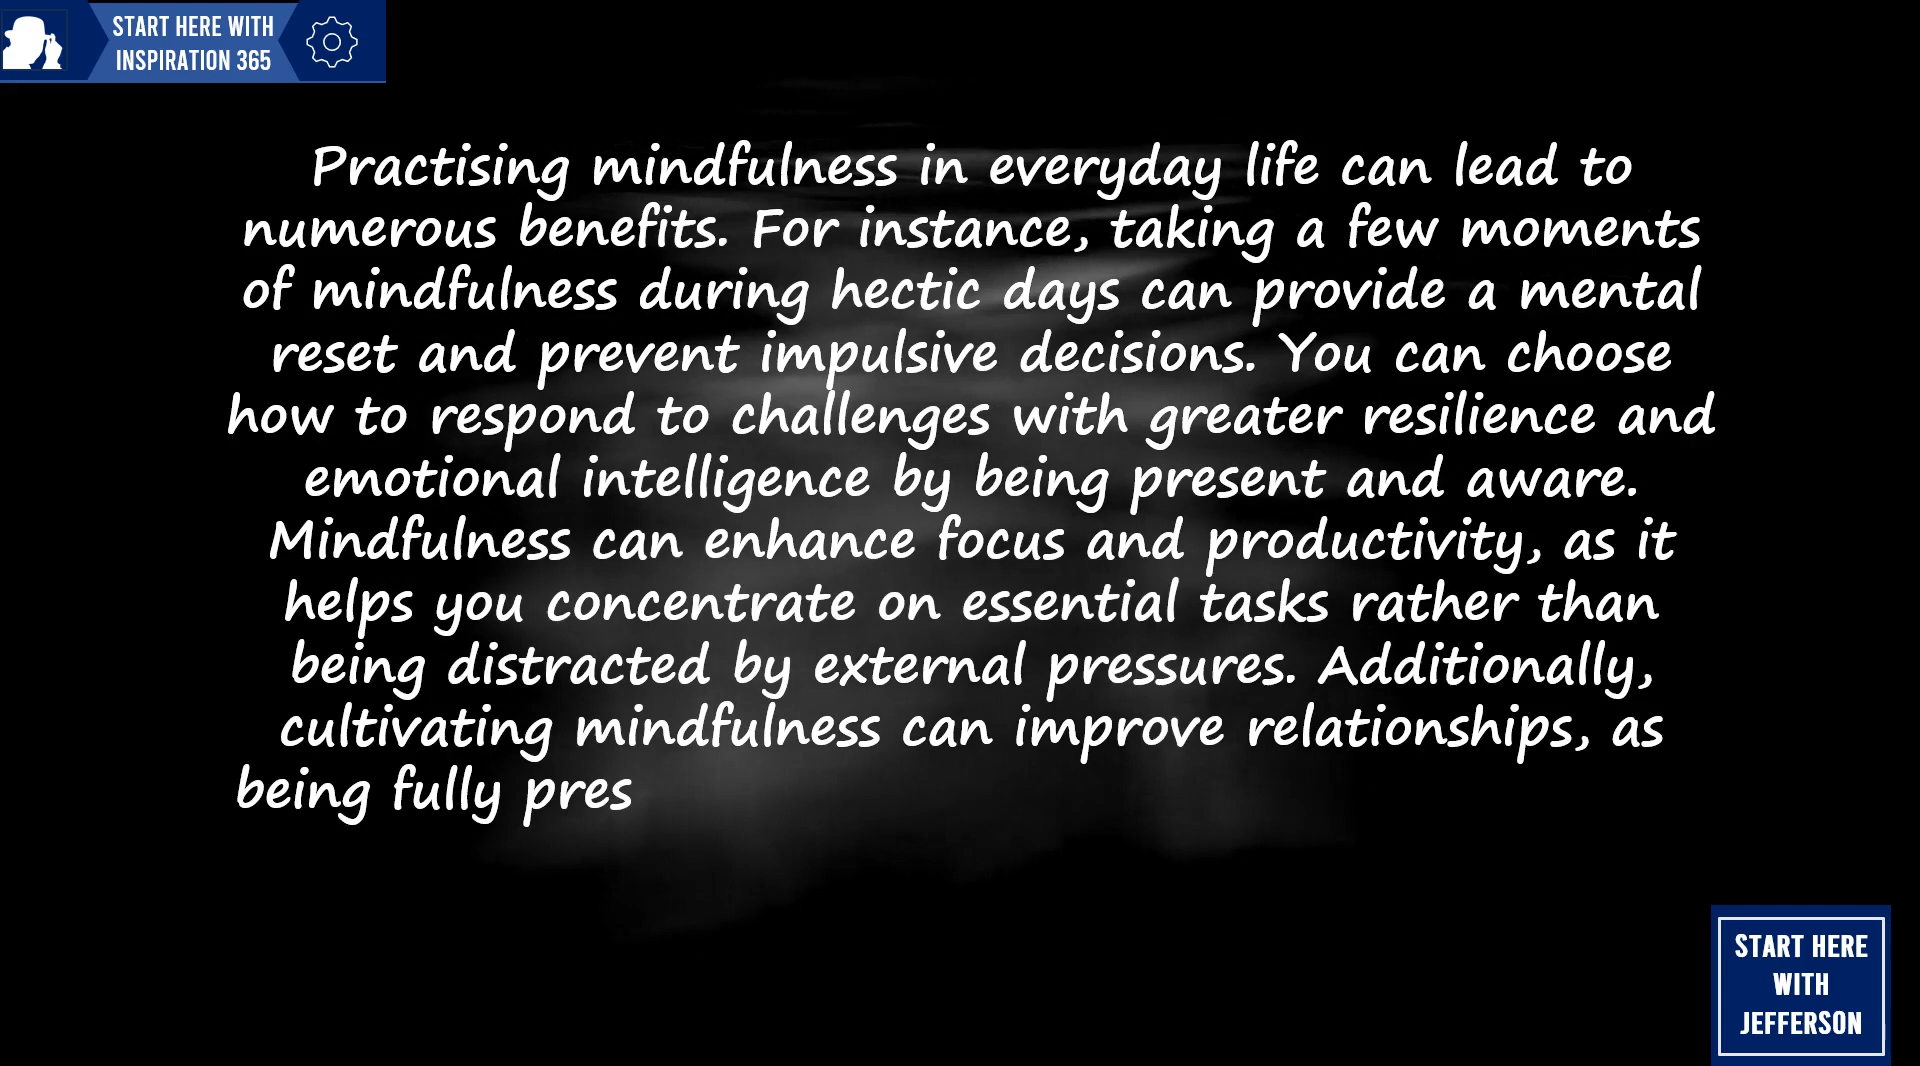 START HERE WITH
INSPIRATION 365
Practising mindfulness in everyday life can lead to
numerous benefits. For instance, taking a few moments
of mindfulness during hectic days can provide a mental
reset and prevent impulsive decisions. You can choose
how to respond to challenges with greater resilience and
emotional intelligence by being present and aware.
Mindfulness can enhance focus and productivity, as it
helps you concentrate on essential tasks rather than
being distracted by external pressures. Additionally,
cultivating mindfulness can improve relationships, as
being fully pres
START HERE
WITH
JEFFERSON